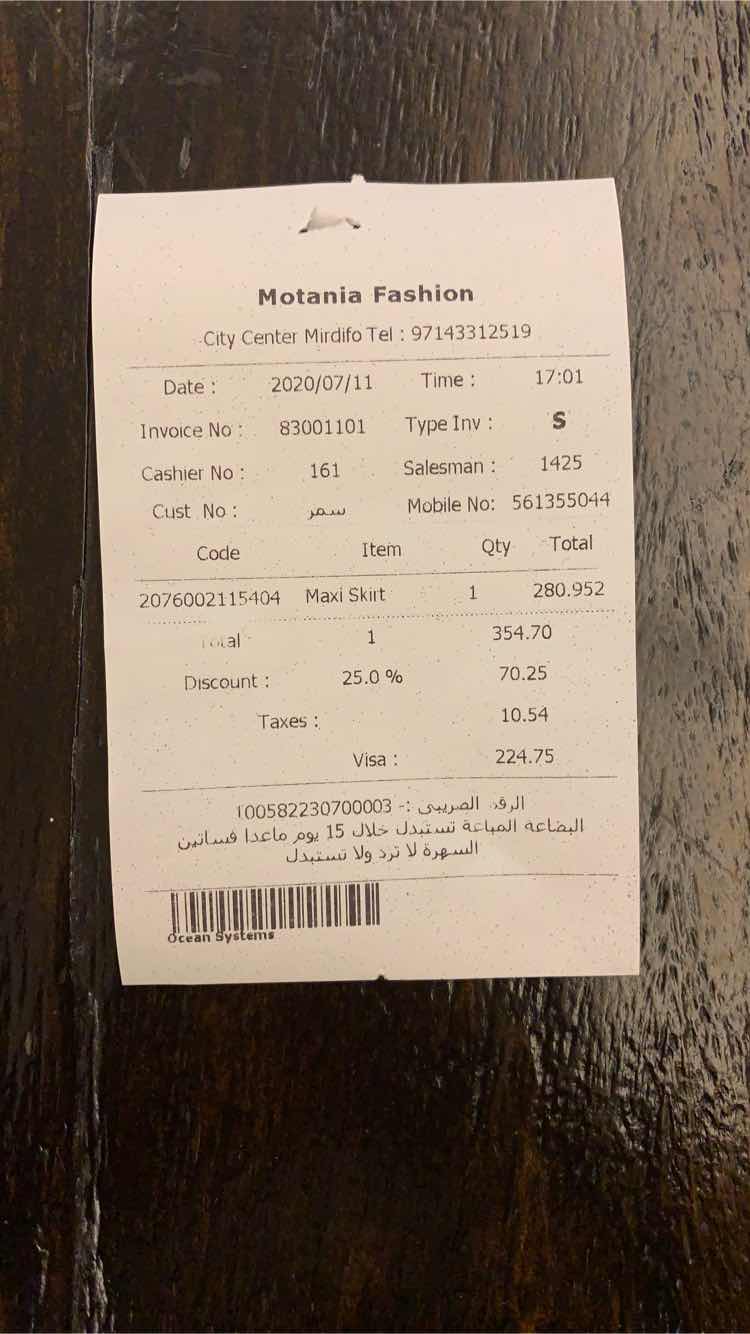 Motania Fashion
City Center Mirdifo Tel : 97143312519
Date : 2020/07/11 Time : 17:01
Invoice No : 83001101 Type Inv : S
Cashier No : 161 Salesman : 1425
Cust No : سمر Mobile No: 561355044
Code Item Qty Total
2076002115404 Maxi Skirt 1 280.952
Total 1 354.70
Discount : 25.0 % 70.25
Taxes : 10.54
Visa : 224.75
الرقم الضريبي :- 100582230700003
البضاعة المباعة تستبدل خلال 15 يوم ماعدا فساتين
السهرة لا ترد ولا تستبدل
Ocean Systems